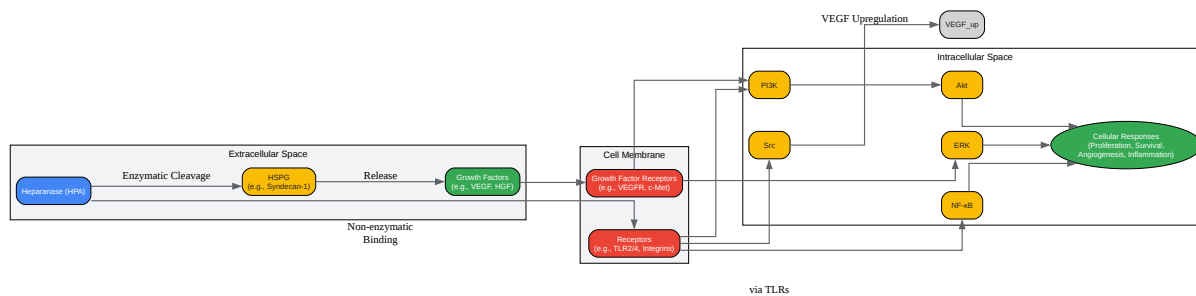 VEGF Upregulation
VEGF_up
Intracellular Space
PI3K
Akt
Src
ERK
Cellular Responses
(Proliferation, Survival,
Angiogenesis, Inflammation)
NF-κB
Extracellular Space
Heparanase (HPA)
Enzymatic Cleavage
HSPG
(e.g., Syndecan-1)
Release
Growth Factors
(e.g., VEGF, HGF)
Non-enzymatic
Binding
Cell Membrane
Growth Factor Receptors
(e.g., VEGFR, c-Met)
Receptors
(e.g., TLR2/4, Integrins)
via TLRs